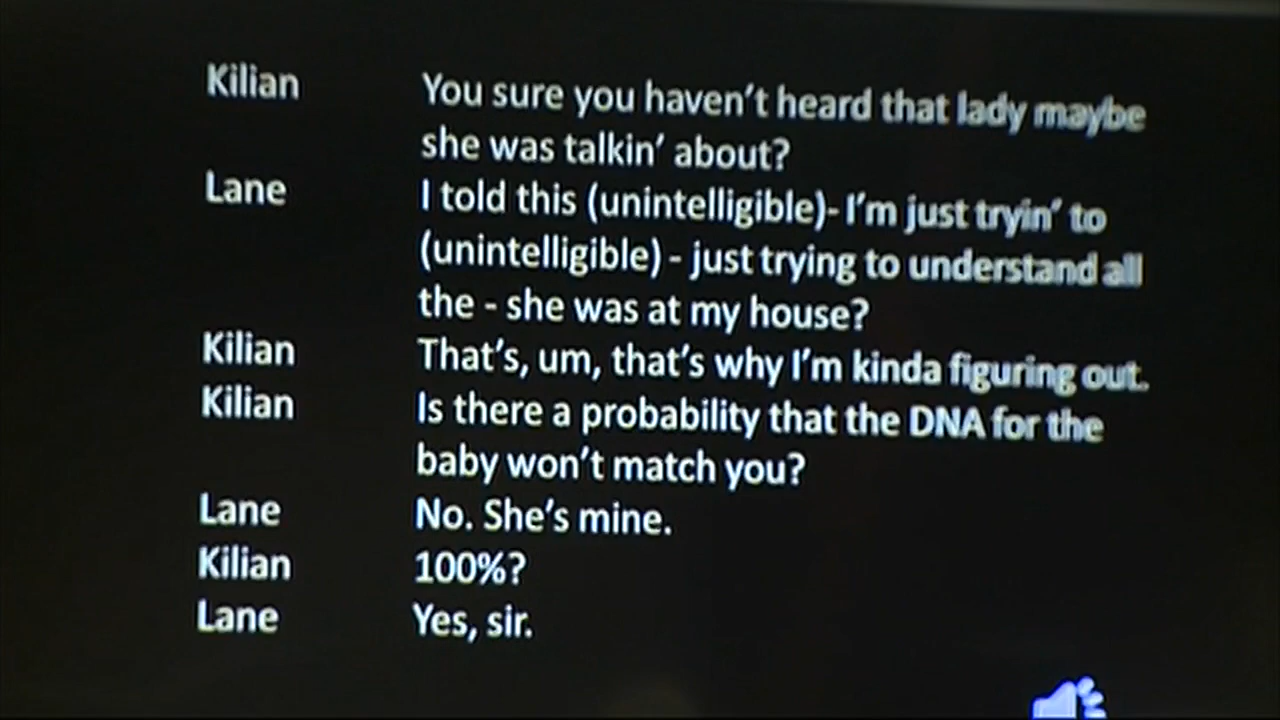 Kilian You sure you haven't heard that lady maybe
she was talkin' about?
Lane I told this (unintelligible)- I'm just tryin' to
(unintelligible) - just trying to understand all
the - she was at my house?
Kilian That's, um, that's why I'm kinda figuring out.
Kilian Is there a probability that the DNA for the
baby won't match you?
Lane No. She's mine.
Kilian 100%?
Lane Yes, sir.